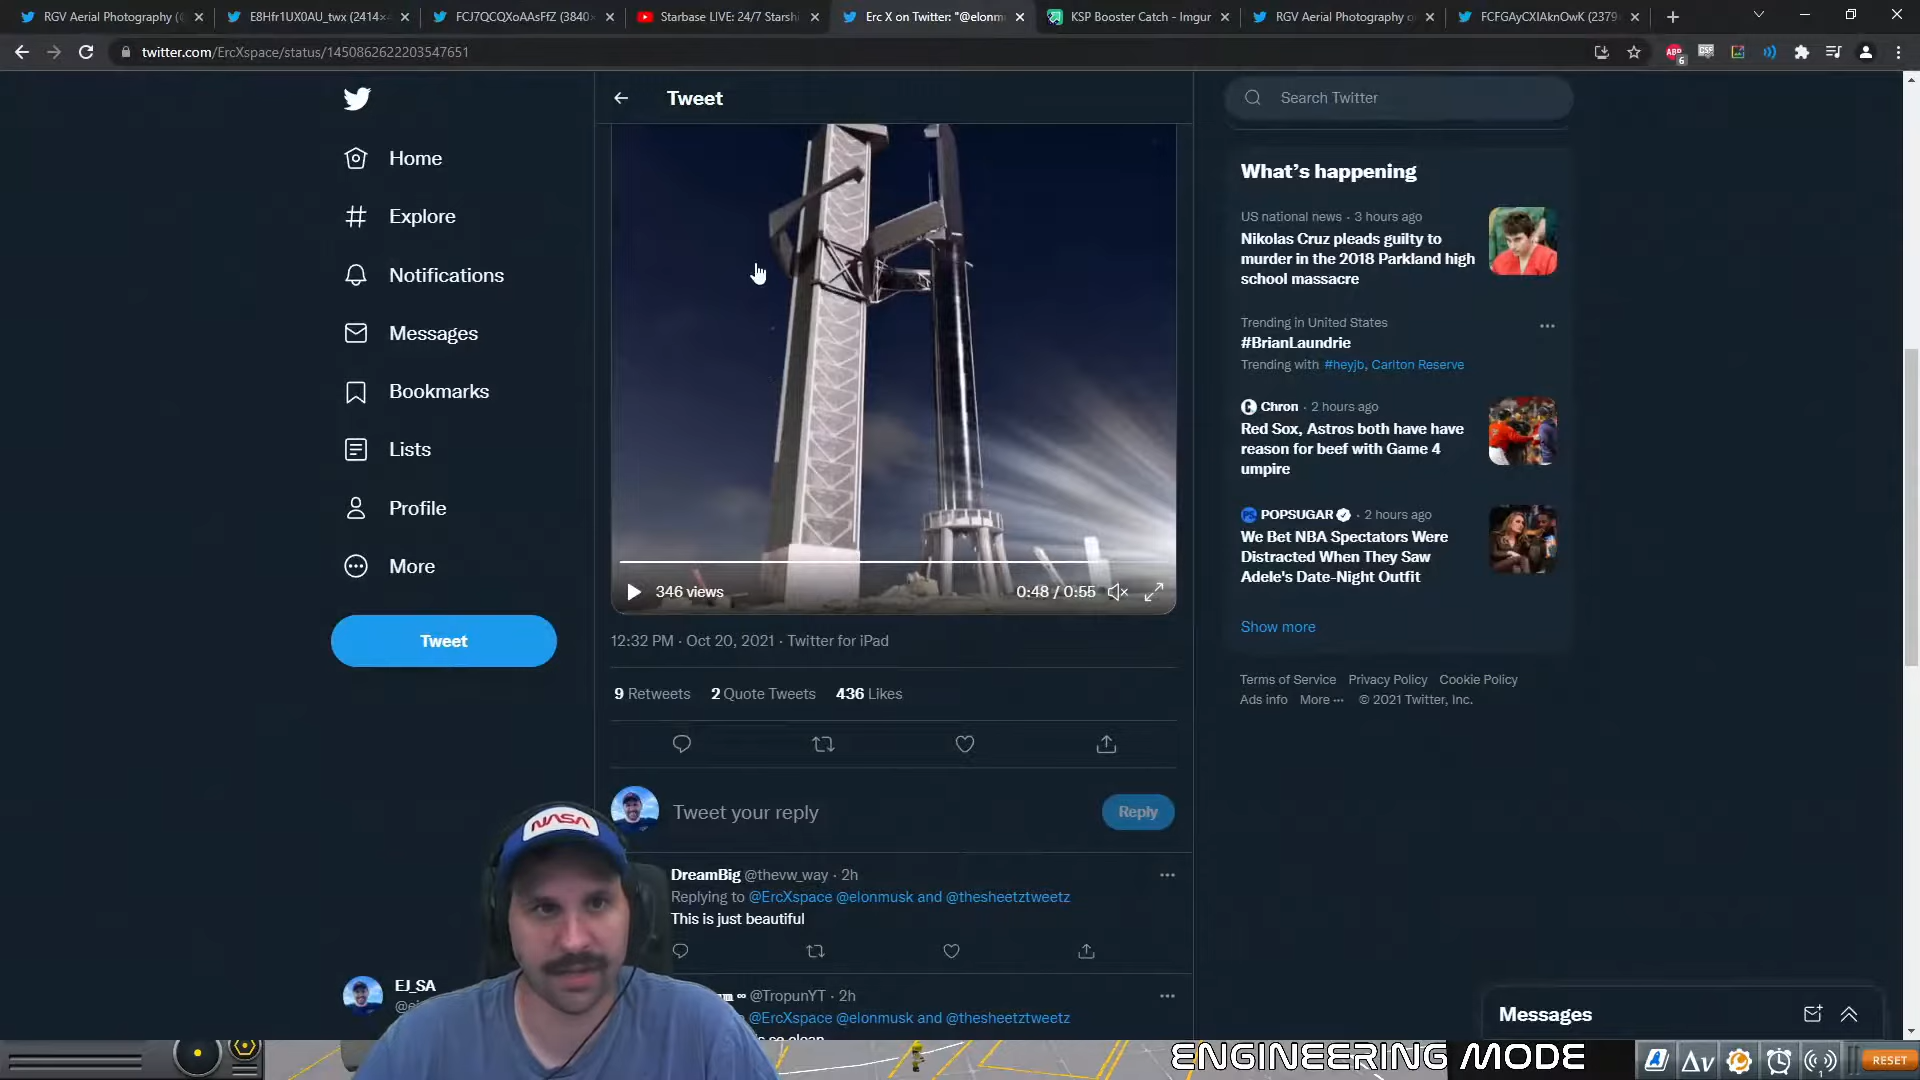 RGV Aerial Photography (@
E8Hfr1UX0AU_twx (2414×
FCJ7QCQXoAAsFfZ (3840×
Starbase LIVE: 24/7 Starshi
Erc X on Twitter: "@elonm
KSP Booster Catch - Imgur
RGV Aerial Photography o
FCFGAyCXIAknOwK (2379
twitter.com/ErcXspace/status/1450862622203547651
Tweet
Search Twitter
Home
Explore
Notifications
Messages
Bookmarks
Lists
Profile
More
Tweet
346 views
0:48 / 0:55
12:32 PM · Oct 20, 2021 · Twitter for iPad
9 Retweets 2 Quote Tweets 436 Likes
Tweet your reply
Reply
DreamBig @thevw_way · 2h
Replying to @ErcXspace @elonmusk and @thesheetztweetz
This is just beautiful
@TropunYT · 2h
@ErcXspace @elonmusk and @thesheetztweetz
What's happening
US national news · 3 hours ago
Nikolas Cruz pleads guilty to
murder in the 2018 Parkland high
school massacre
Trending in United States
#BrianLaundrie
Trending with #heyjb, Carlton Reserve
Chron · 2 hours ago
Red Sox, Astros both have have
reason for beef with Game 4
umpire
POPSUGAR · 2 hours ago
We Bet NBA Spectators Were
Distracted When They Saw
Adele's Date-Night Outfit
Show more
Terms of Service Privacy Policy Cookie Policy
Ads info More ··· © 2021 Twitter, Inc.
EJ_SA
NASA
Messages
ENGINEERING MODE
Δv
RESET